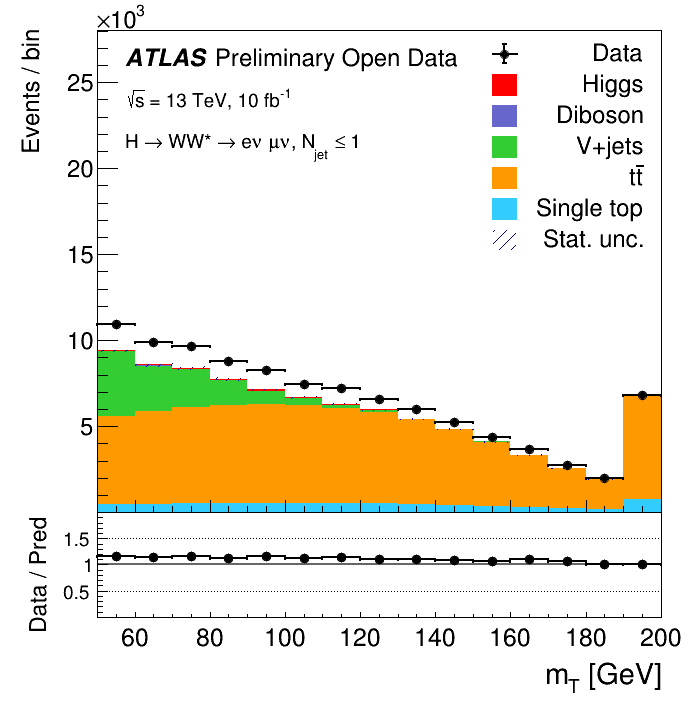 ×10³
Events / bin
25
20
15
10
5
ATLAS Preliminary Open Data
√s = 13 TeV, 10 fb⁻¹
H → WW* → eν μν, N_jet ≤ 1
Data
Higgs
Diboson
V+jets
tt̄
Single top
Stat. unc.
Data / Pred
1.5
1
0.5
60 80 100 120 140 160 180 200
m_T [GeV]